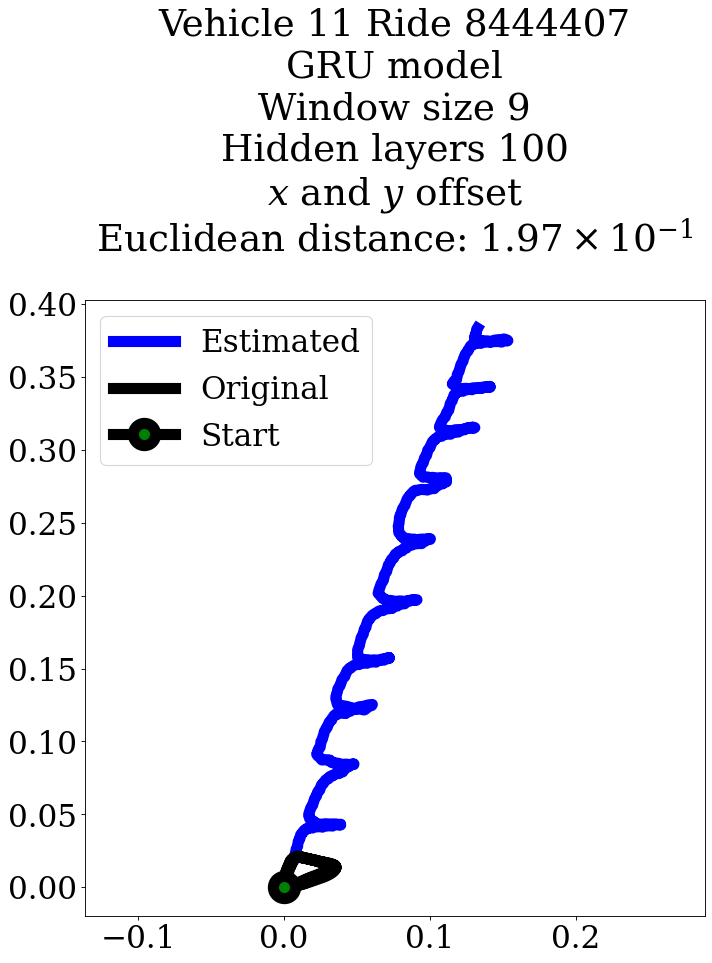 Vehicle 11 Ride 8444407
GRU model
Window size 9
Hidden layers 100
x and y offset
Euclidean distance: 1.97 × 10⁻¹
0.40
0.35
0.30
0.25
0.20
0.15
0.10
0.05
0.00
Estimated
Original
Start
−0.1 0.0 0.1 0.2